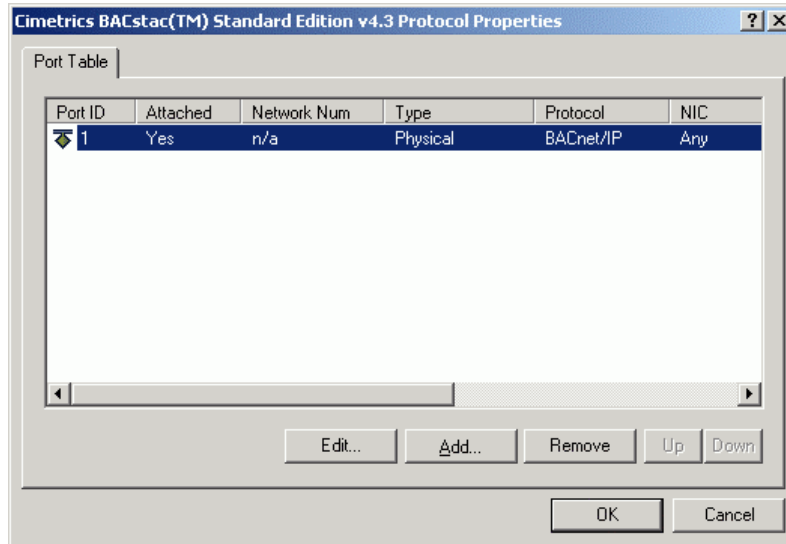 Cimetrics BACstac(TM) Standard Edition v4.3 Protocol Properties
Port Table
Port ID Attached Network Num Type Protocol NIC
1 Yes n/a Physical BACnet/IP Any
Edit... Add... Remove Up Down
OK Cancel